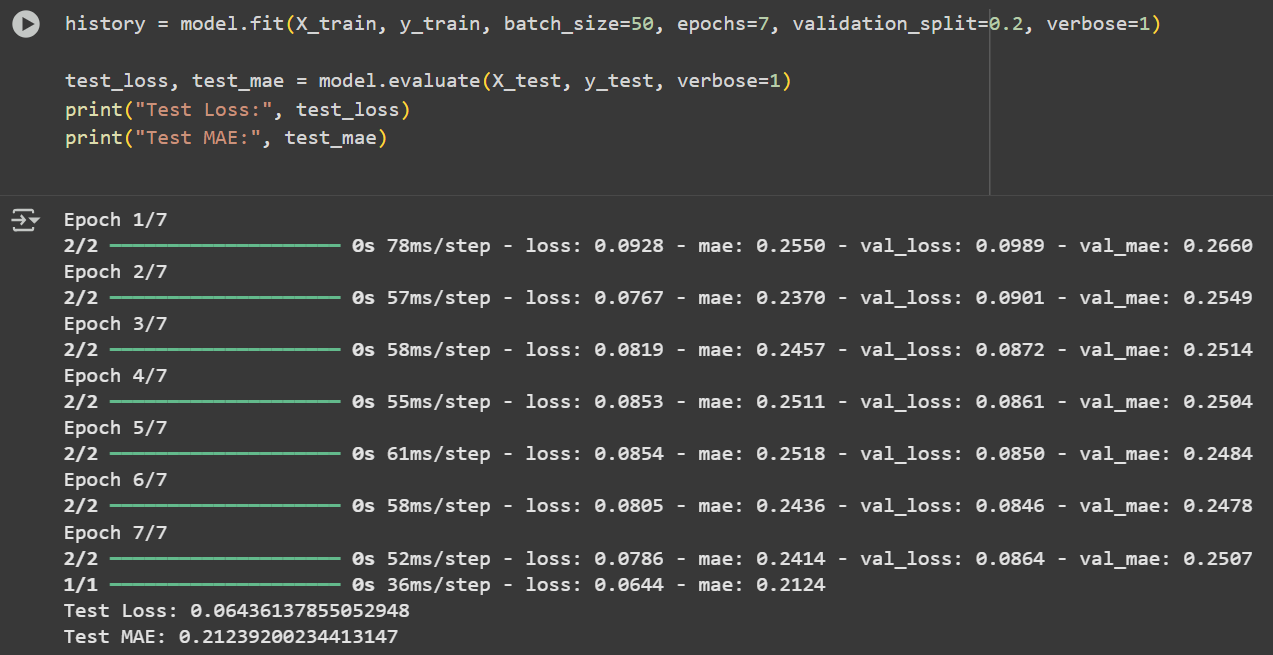 history = model.fit(X_train, y_train, batch_size=50, epochs=7, validation_split=0.2, verbose=1)
test_loss, test_mae = model.evaluate(X_test, y_test, verbose=1)
print("Test Loss:", test_loss)
print("Test MAE:", test_mae)
Epoch 1/7
2/2 ━━━━━━━━━━━━━━━━━━━━ 0s 78ms/step - loss: 0.0928 - mae: 0.2550 - val_loss: 0.0989 - val_mae: 0.2660
Epoch 2/7
2/2 ━━━━━━━━━━━━━━━━━━━━ 0s 57ms/step - loss: 0.0767 - mae: 0.2370 - val_loss: 0.0901 - val_mae: 0.2549
Epoch 3/7
2/2 ━━━━━━━━━━━━━━━━━━━━ 0s 58ms/step - loss: 0.0819 - mae: 0.2457 - val_loss: 0.0872 - val_mae: 0.2514
Epoch 4/7
2/2 ━━━━━━━━━━━━━━━━━━━━ 0s 55ms/step - loss: 0.0853 - mae: 0.2511 - val_loss: 0.0861 - val_mae: 0.2504
Epoch 5/7
2/2 ━━━━━━━━━━━━━━━━━━━━ 0s 61ms/step - loss: 0.0854 - mae: 0.2518 - val_loss: 0.0850 - val_mae: 0.2484
Epoch 6/7
2/2 ━━━━━━━━━━━━━━━━━━━━ 0s 58ms/step - loss: 0.0805 - mae: 0.2436 - val_loss: 0.0846 - val_mae: 0.2478
Epoch 7/7
2/2 ━━━━━━━━━━━━━━━━━━━━ 0s 52ms/step - loss: 0.0786 - mae: 0.2414 - val_loss: 0.0864 - val_mae: 0.2507
1/1 ━━━━━━━━━━━━━━━━━━━━ 0s 36ms/step - loss: 0.0644 - mae: 0.2124
Test Loss: 0.06436137855052948
Test MAE: 0.21239200234413147